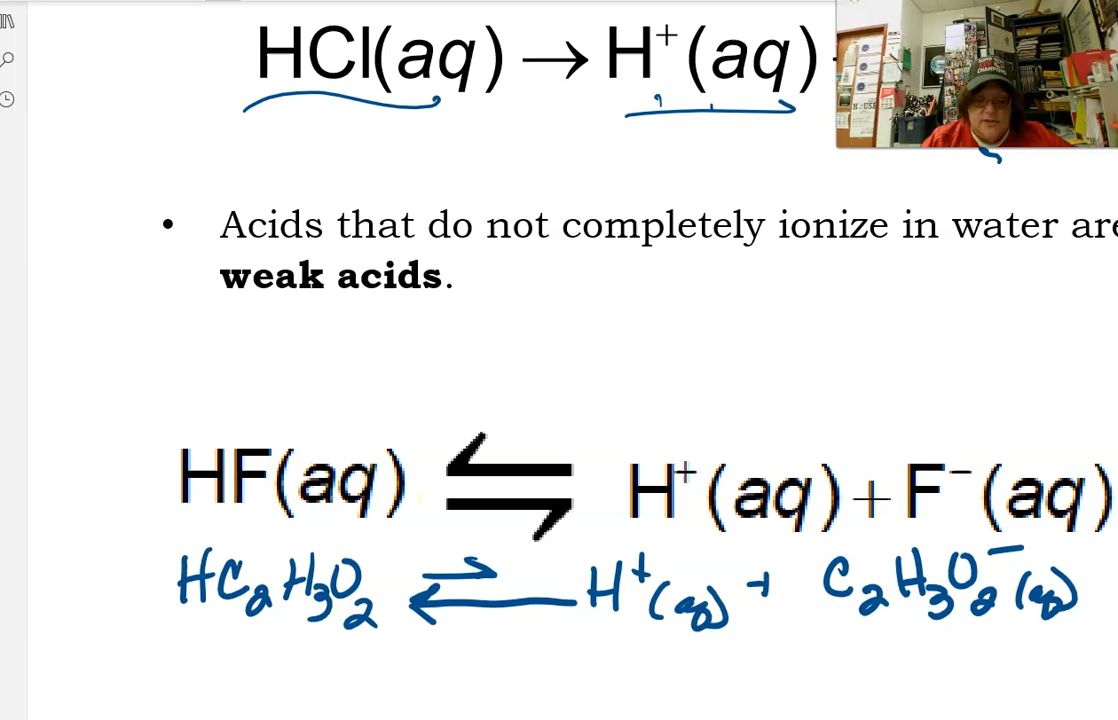 HCl(aq) → H⁺(aq)
• Acids that do not completely ionize in water are
weak acids.
HF(aq) ⇆ H⁺(aq) + F⁻(aq)
HC₂H₃O₂ ⇄ H⁺(aq) + C₂H₃O₂⁻(aq)